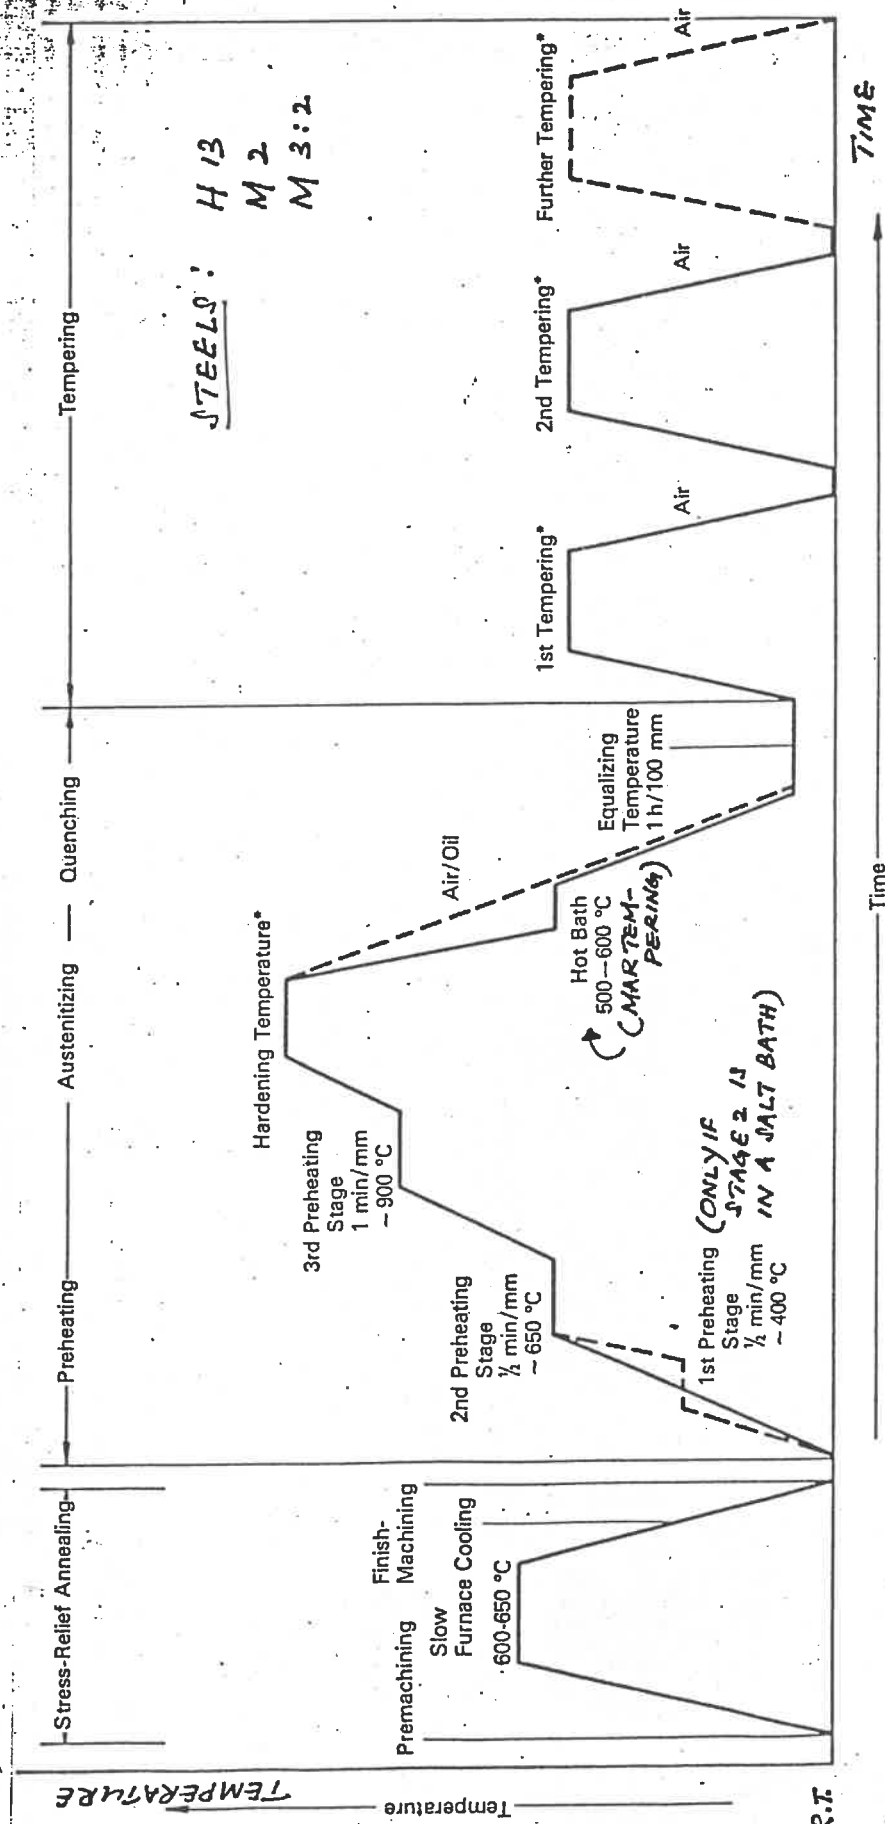 Stress-Relief Annealing
Preheating
Austenitizing
Quenching
Tempering
STEELS:
H 13
M 2
M 3:2
TEMPERATURE
Temperature
R.T.
Premachining
Finish-
Machining
Slow
Furnace Cooling
600-650 °C
1st Preheating
Stage
½ min/mm
~ 400 °C
(ONLY IF
STAGE 2 IS
IN A SALT BATH)
2nd Preheating
Stage
½ min/mm
~ 650 °C
3rd Preheating
Stage
1 min/mm
~ 900 °C
Hardening Temperature*
Air/Oil
Hot Bath
500–600 °C
(MARTEM-
PERING)
Equalizing
Temperature
1 h/100 mm
1st Tempering*
Air
2nd Tempering*
Air
Further Tempering*
Air
Time
TIME